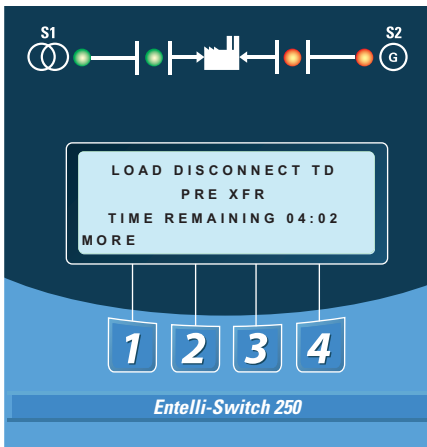 S1 S2
G
LOAD DISCONNECT TD
PRE XFR
TIME REMAINING 04:02
MORE
1 2 3 4
Entelli-Switch 250